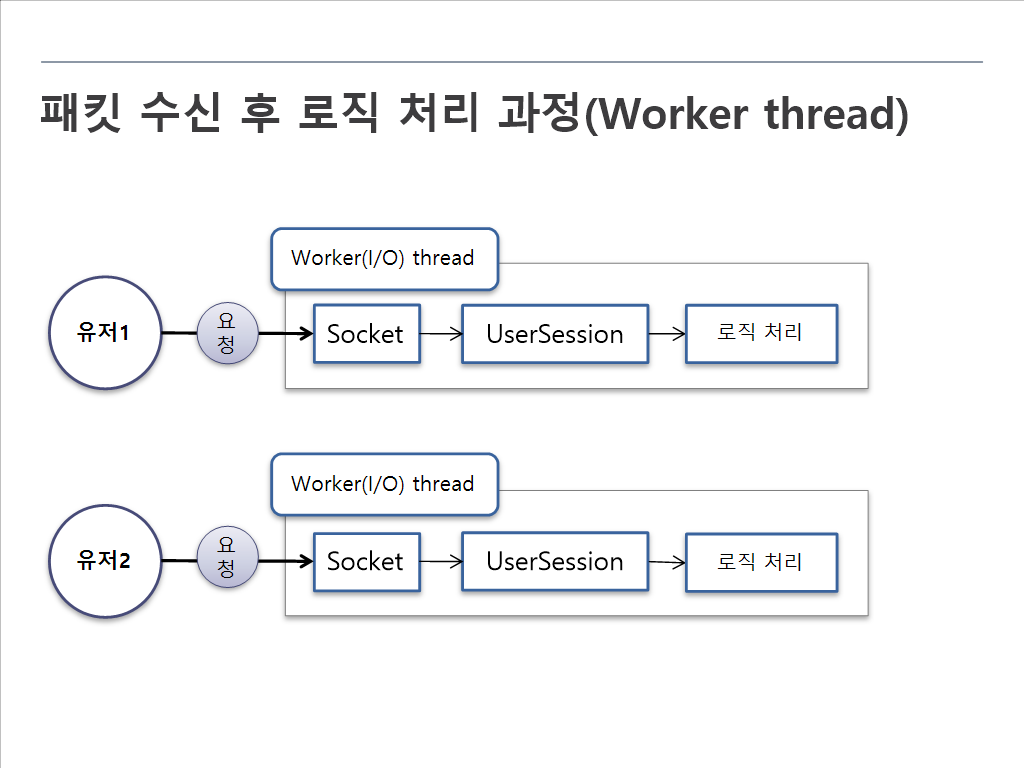 패킷 수신 후 로직 처리 과정(Worker thread)
Worker(I/O) thread
유저1
요
청
Socket
UserSession
로직 처리
Worker(I/O) thread
유저2
요
청
Socket
UserSession
로직 처리